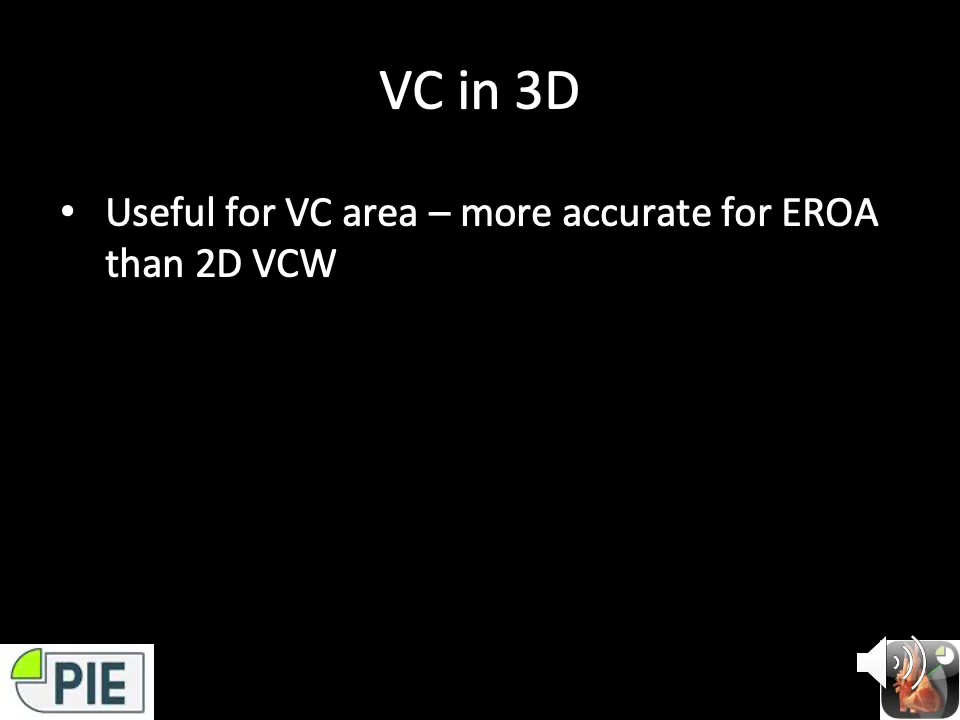 VC in 3D
• Useful for VC area – more accurate for EROA
than 2D VCW
PIE